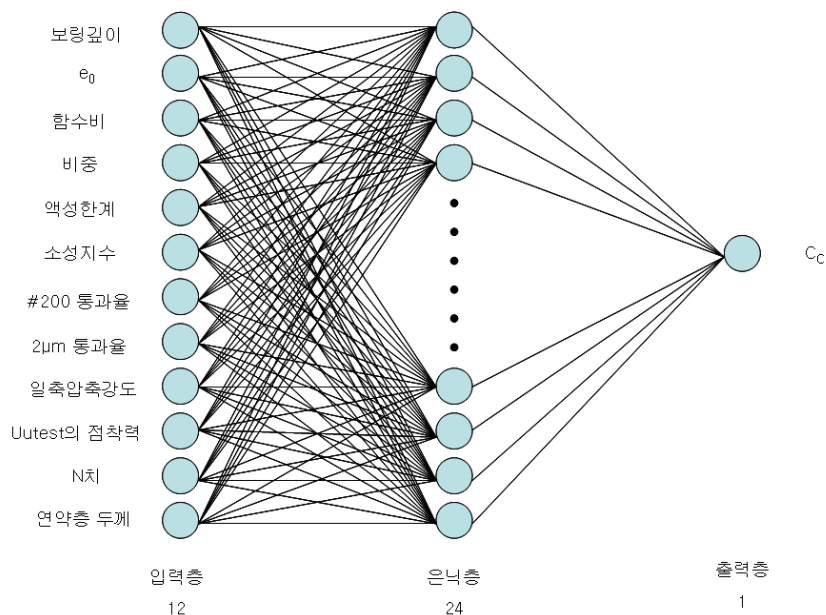 보링깊이
e₀
함수비
비중
액성한계
소성지수
#200 통과율
2μm 통과율
일축압축강도
Uutest의 점착력
N치
연약층 두께
C_C
입력층
은닉층
출력층
12
24
1